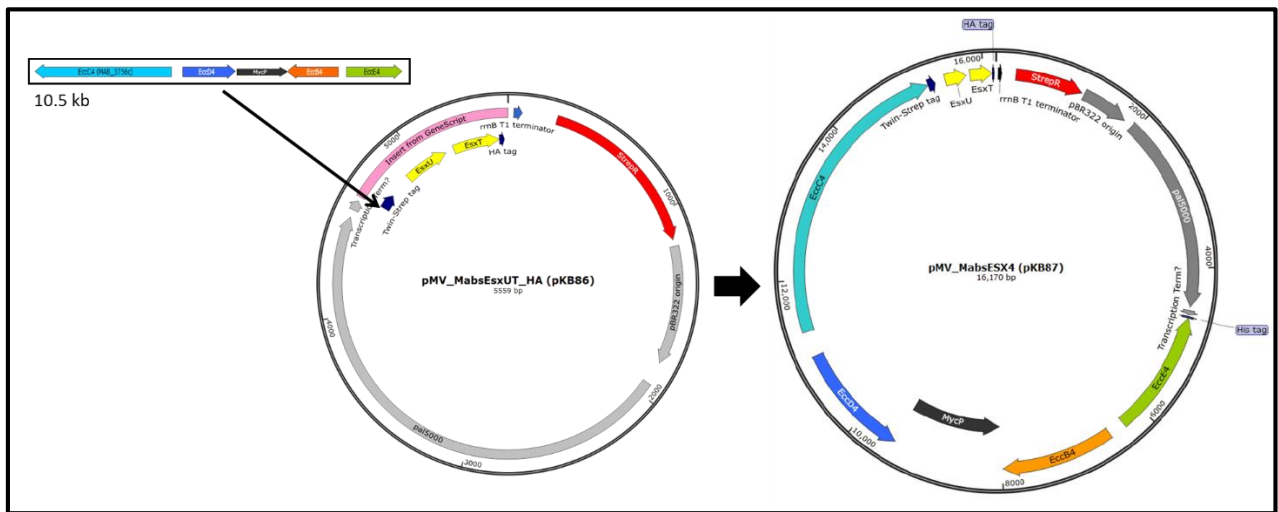 EccC4 (MAB_3756c)
EccD4
MycP
EccB4
EccE4
10.5 kb
5000
Insert from GeneScript
rrnB T1 terminator
EsxU
EsxT
HA tag
Transcription Term?
Twin-Strep tag
StrepR
1000
pBR322 origin
2000
3000
4000
pal5000
pMV_MabsEsxUT_HA (pKB86)
5559 bp
HA tag
16,000
Twin-Strep tag
EsxU
EsxT
rrnB T1 terminator
StrepR
pBR322 origin
2000
pal5000
4000
Transcription Term?
His tag
EccE4
6000
EccB4
8000
MycP
EccD4
10,000
12,000
EccC4
14,000
pMV_MabsESX4 (pKB87)
16,170 bp